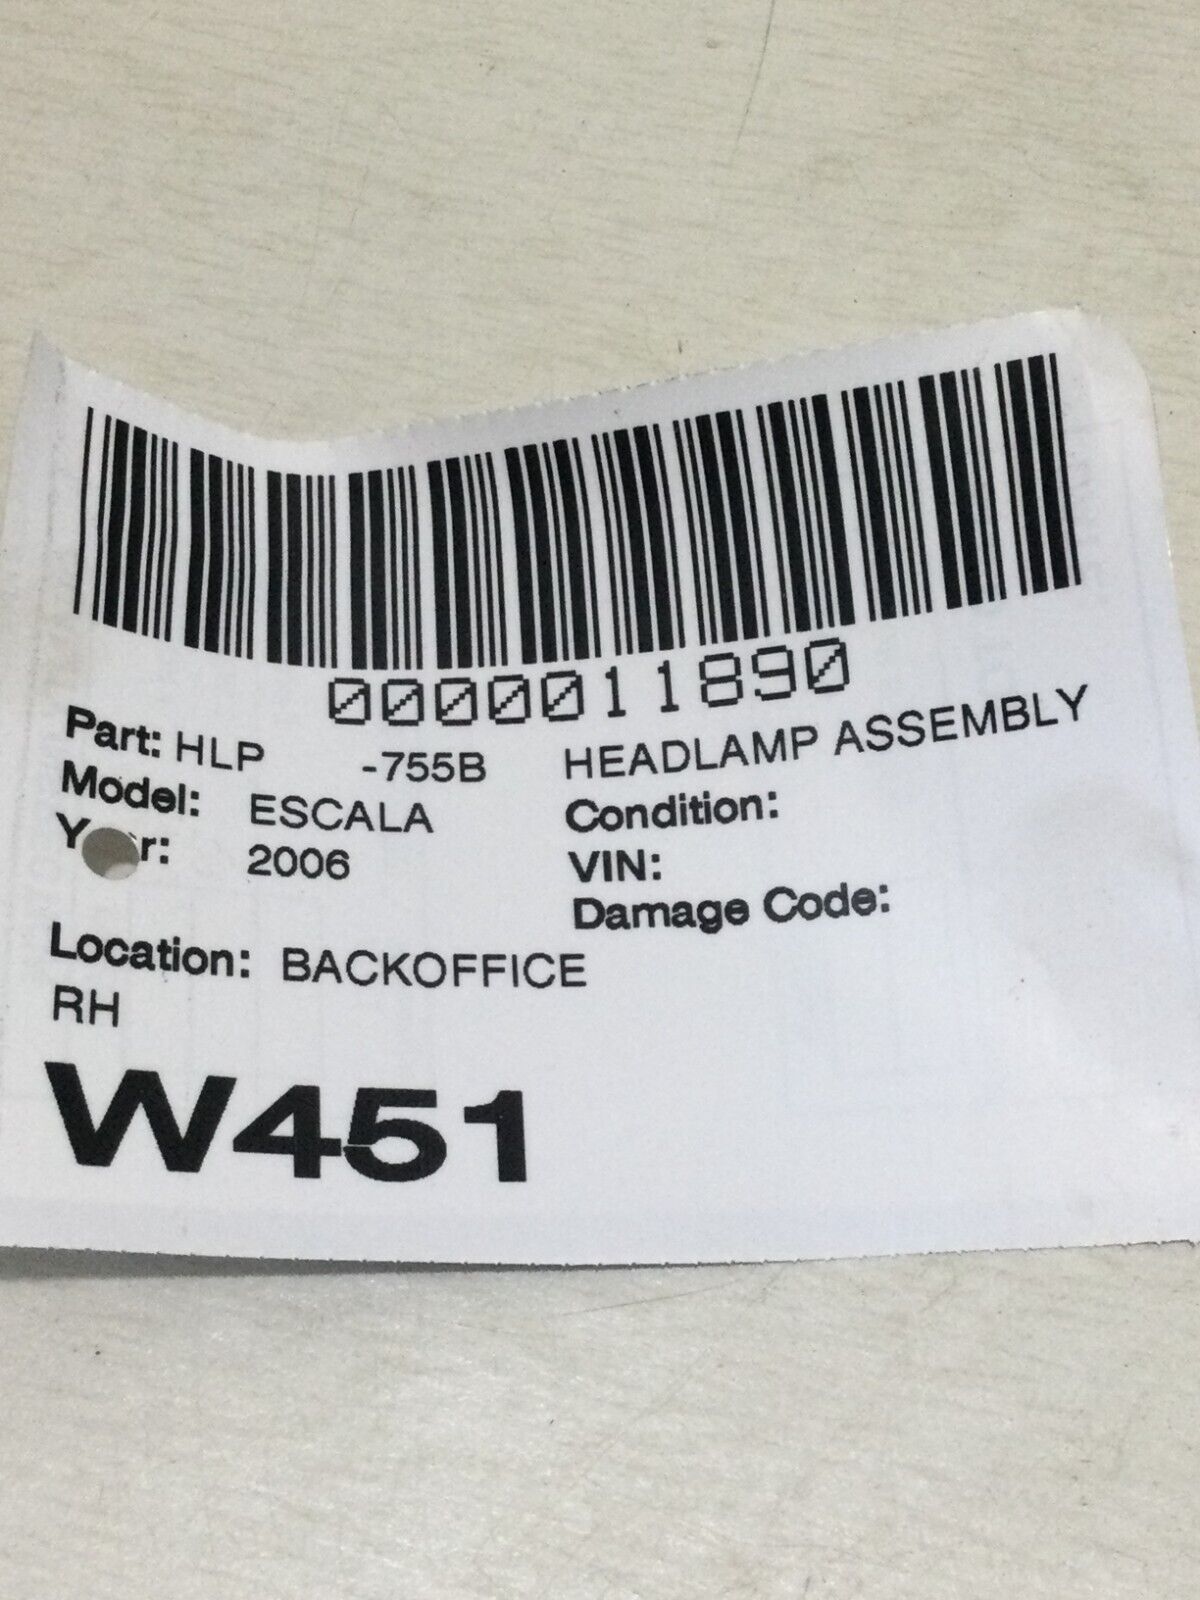 0000011890
Part: HLP -755B HEADLAMP ASSEMBLY
Model: ESCALA Condition:
Y r: 2006 VIN:
Damage Code:
Location: BACKOFFICE
RH
W451